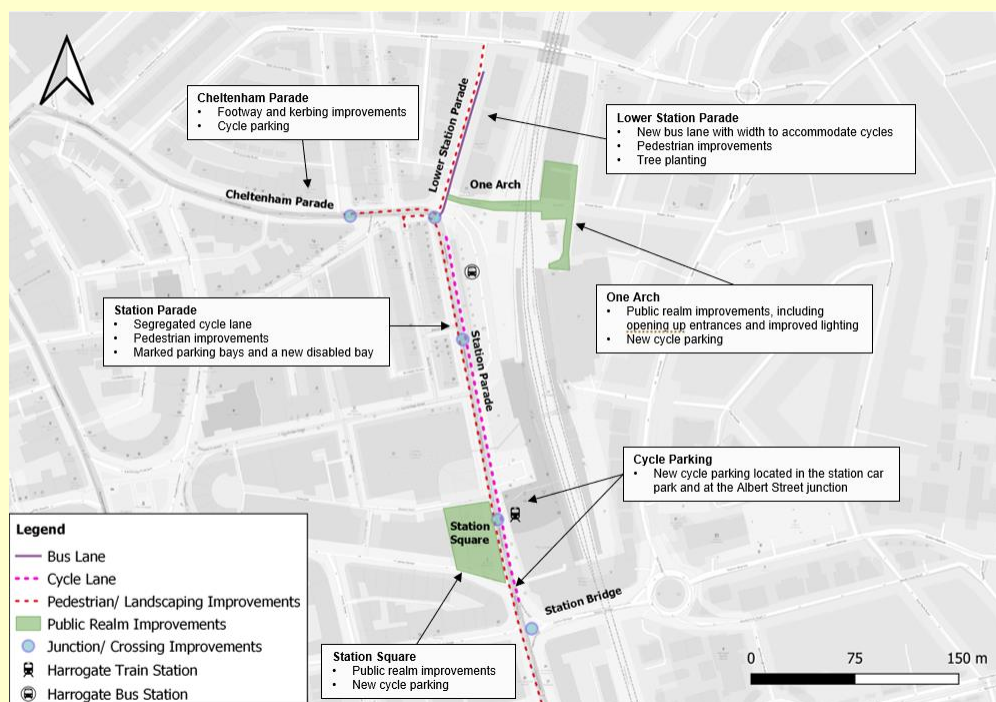 Cheltenham Parade
• Footway and kerbing improvements
• Cycle parking
Lower Station Parade
• New bus lane with width to accommodate cycles
• Pedestrian improvements
• Tree planting
Lower Station Parade
One Arch
Cheltenham Parade
One Arch
• Public realm improvements, including
opening up entrances and improved lighting
• New cycle parking
Station Parade
• Segregated cycle lane
• Pedestrian improvements
• Marked parking bays and a new disabled bay
Station Parade
Cycle Parking
• New cycle parking located in the station car
park and at the Albert Street junction
Station
Square
Station Bridge
Legend
Bus Lane
Cycle Lane
Pedestrian/ Landscaping Improvements
Public Realm Improvements
Junction/ Crossing Improvements
Harrogate Train Station
Harrogate Bus Station
Station Square
• Public realm improvements
• New cycle parking
0 75 150 m